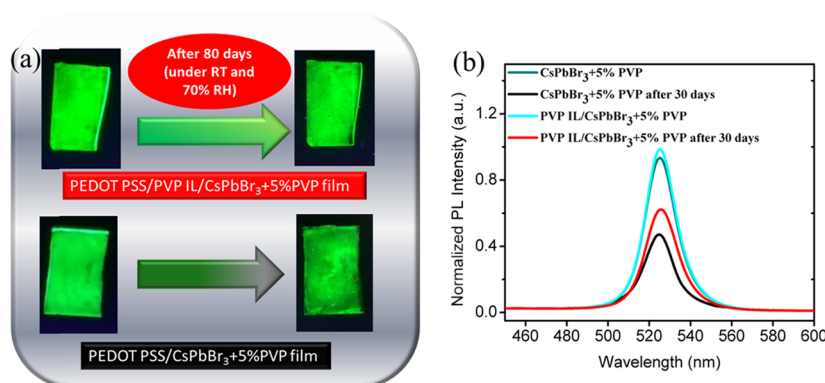 (a)
After 80 days
(under RT and
70% RH)
PEDOT PSS/PVP IL/CsPbBr₃+5%PVP film
PEDOT PSS/CsPbBr₃+5%PVP film
(b)
CsPbBr₃+5% PVP
CsPbBr₃+5% PVP after 30 days
PVP IL/CsPbBr₃+5% PVP
PVP IL/CsPbBr₃+5% PVP after 30 days
Normalized PL Intensity (a.u.)
1.2
0.8
0.4
0.0
460 480 500 520 540 560 580 600
Wavelength (nm)